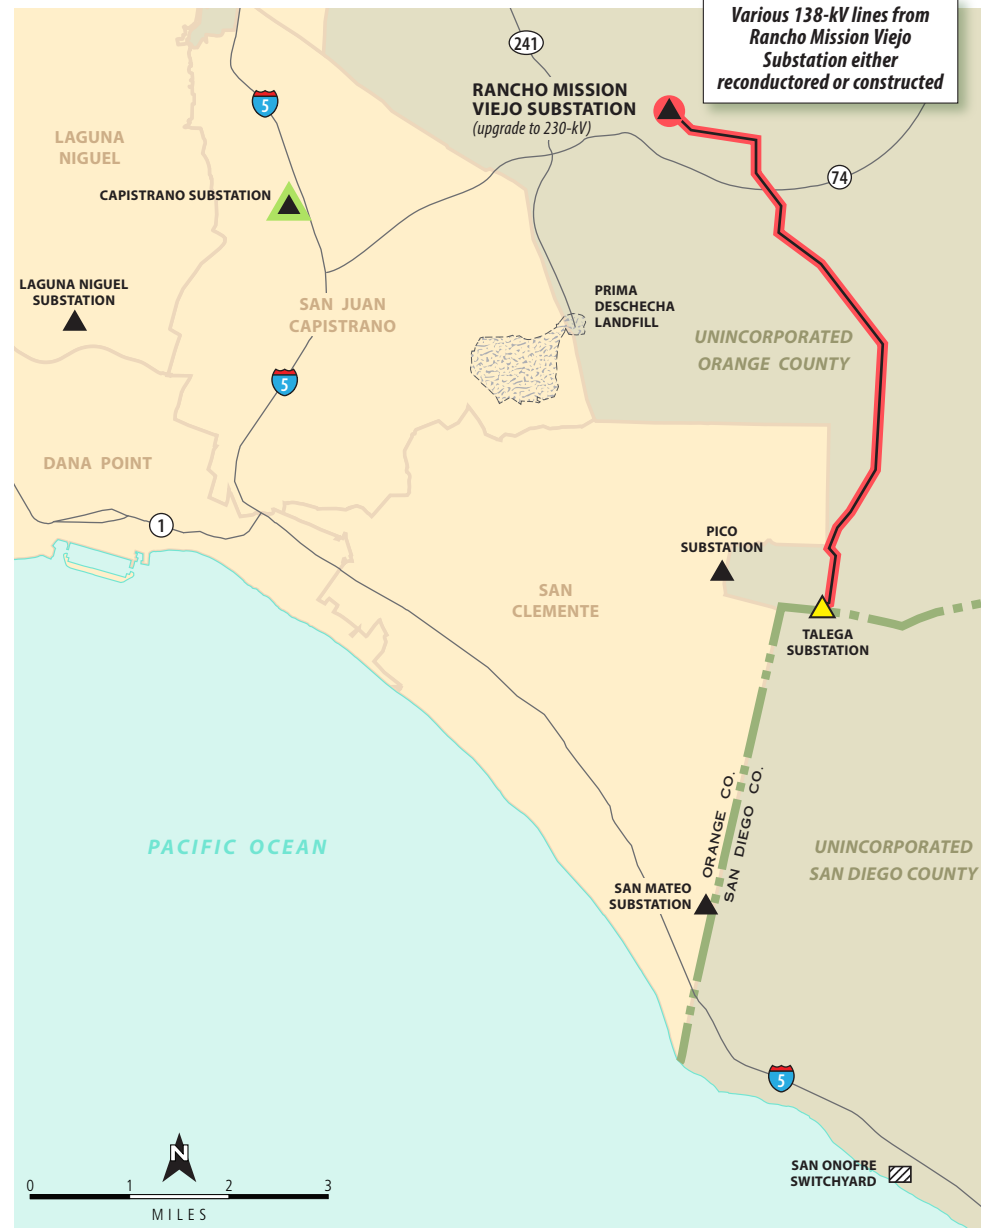 Various 138-kV lines from
Rancho Mission Viejo
Substation either
reconductored or constructed
241
RANCHO MISSION
VIEJO SUBSTATION
(upgrade to 230-kV)
5
LAGUNA
NIGUEL
74
CAPISTRANO SUBSTATION
LAGUNA NIGUEL
SUBSTATION
SAN JUAN
CAPISTRANO
PRIMA
DESCHECHA
LANDFILL
UNINCORPORATED
ORANGE COUNTY
5
DANA POINT
1
PICO
SUBSTATION
SAN
CLEMENTE
TALEGA
SUBSTATION
ORANGE CO.
SAN DIEGO CO.
PACIFIC OCEAN
UNINCORPORATED
SAN DIEGO COUNTY
SAN MATEO
SUBSTATION
5
SAN ONOFRE
SWITCHYARD
N
0 1 2 3
MILES